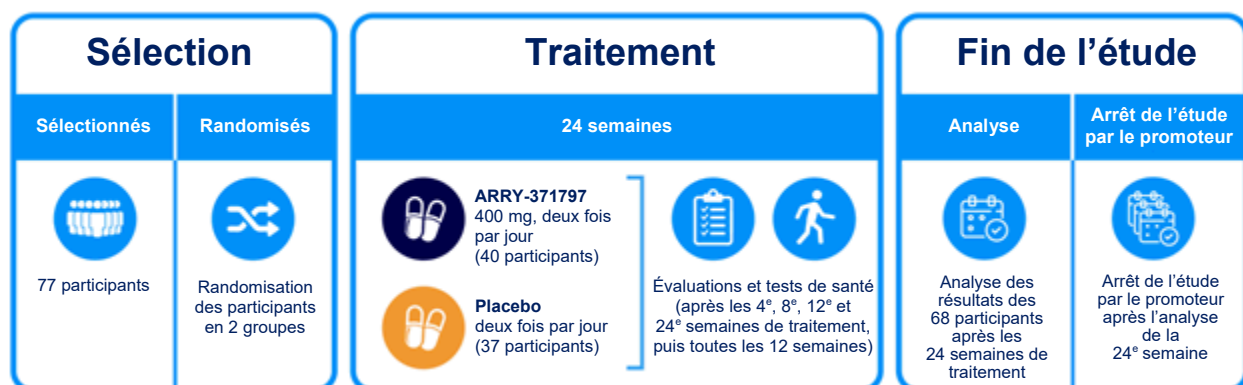 Sélection
Sélectionnés
Randomisés
77 participants
Randomisation
des participants
en 2 groupes
Traitement
24 semaines
ARRY-371797
400 mg, deux fois
par jour
(40 participants)
Placebo
deux fois par jour
(37 participants)
Évaluations et tests de santé
(après les 4e, 8e, 12e et
24e semaines de traitement,
puis toutes les 12 semaines)
Fin de l’étude
Analyse
Arrêt de l’étude
par le promoteur
Analyse des
résultats des
68 participants
après les
24 semaines de
traitement
Arrêt de l’étude
par le promoteur
après l’analyse
de la
24e semaine